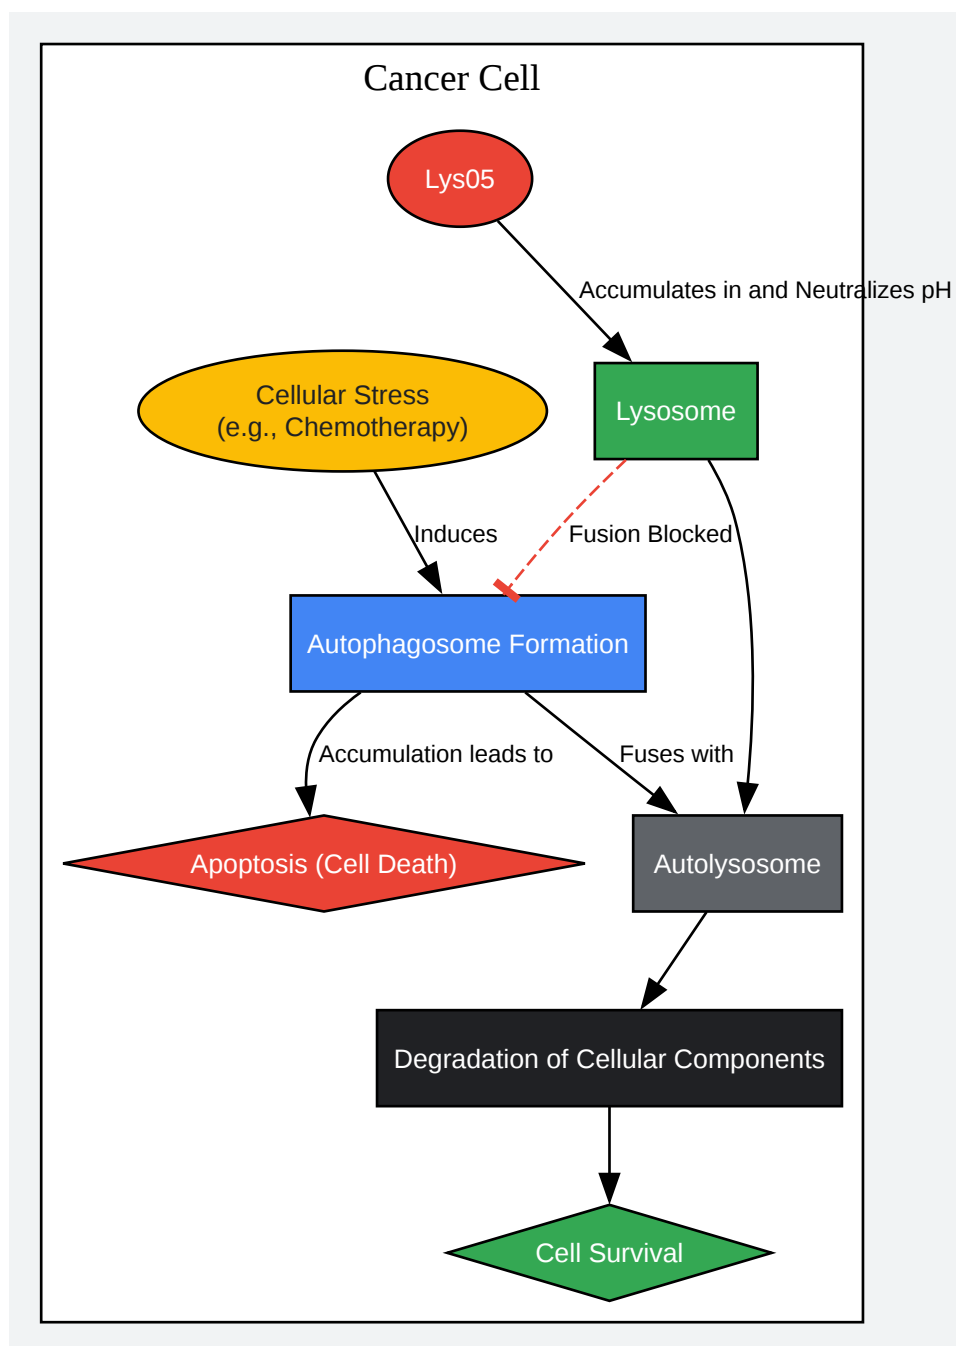 Cancer Cell
Lys05
Accumulates in and Neutralizes pH
Cellular Stress
(e.g., Chemotherapy)
Lysosome
Induces
Fusion Blocked
Autophagosome Formation
Accumulation leads to
Fuses with
Apoptosis (Cell Death)
Autolysosome
Degradation of Cellular Components
Cell Survival